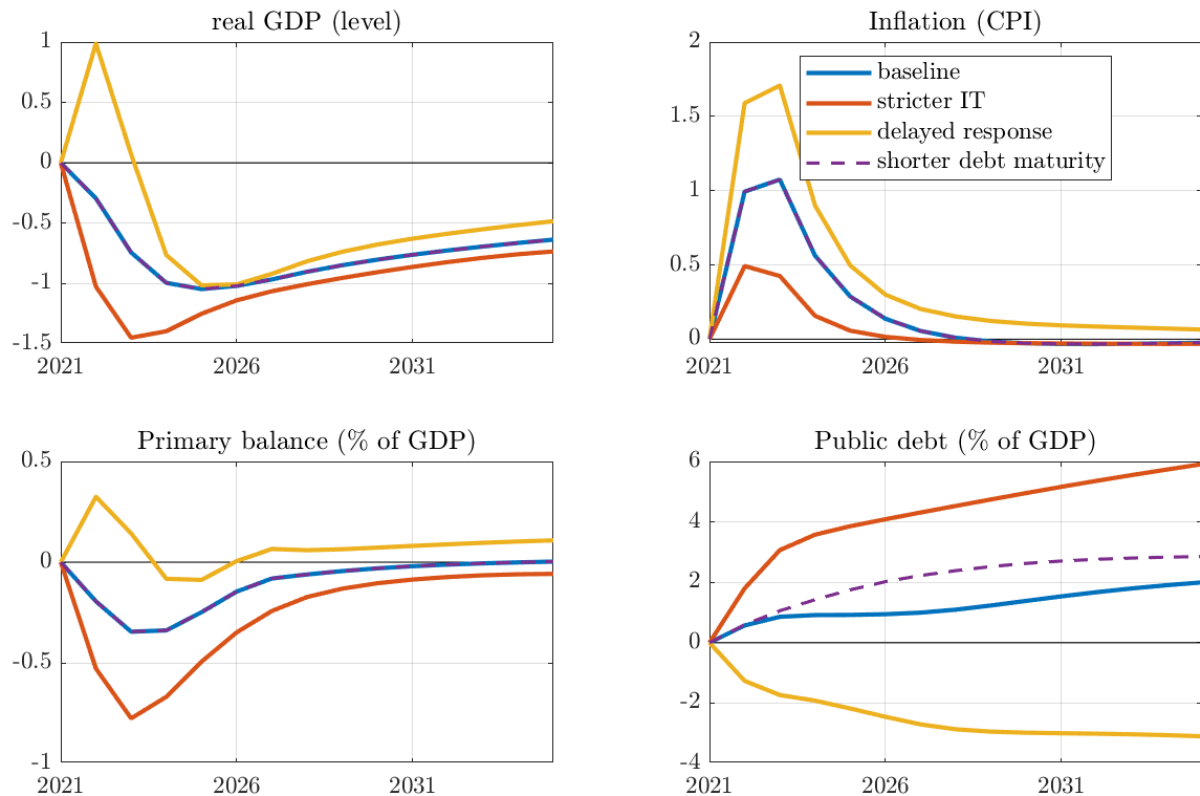 real GDP (level)
1
0.5
0
-0.5
-1
-1.5
2021 2026 2031
Inflation (CPI)
2
1.5
1
0.5
0
2021 2026 2031
baseline
stricter IT
delayed response
shorter debt maturity
Primary balance (% of GDP)
0.5
0
-0.5
-1
2021 2026 2031
Public debt (% of GDP)
6
4
2
0
-2
-4
2021 2026 2031